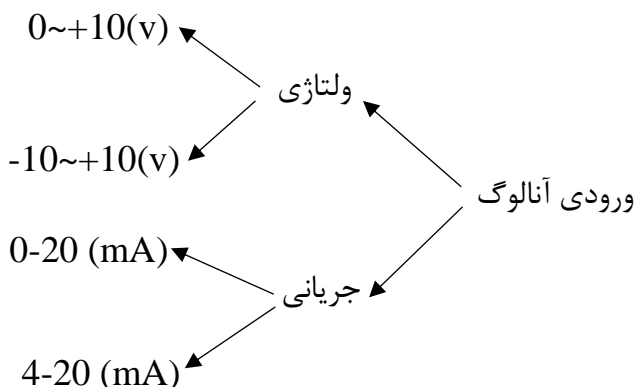 0~+10(v)
ولتاژی
-10~+10(v)
ورودی آنالوگ
0-20 (mA)
جریانی
4-20 (mA)